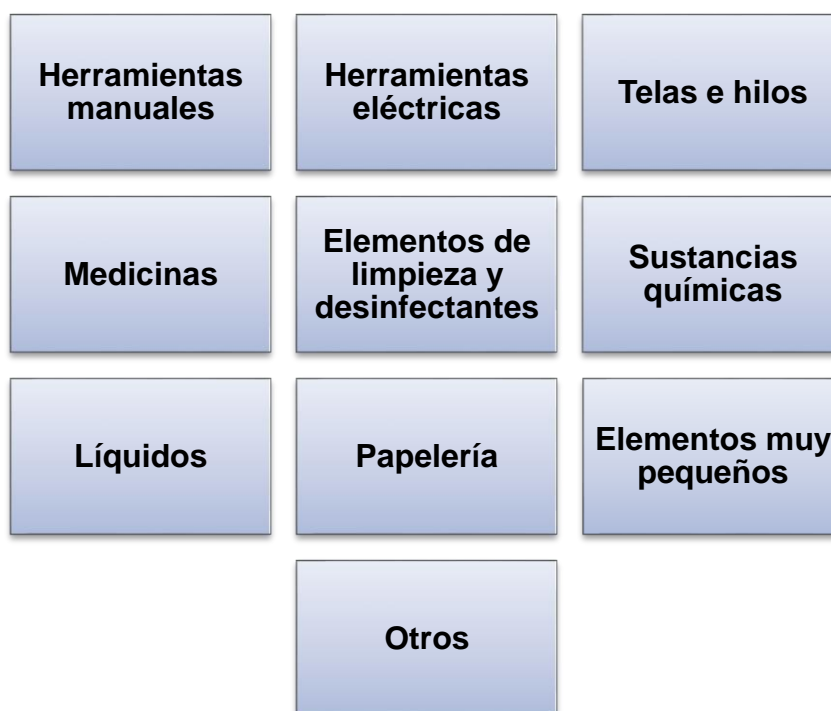 Herramientas
manuales
Herramientas
eléctricas
Telas e hilos
Medicinas
Elementos de
limpieza y
desinfectantes
Sustancias
químicas
Líquidos
Papelería
Elementos muy
pequeños
Otros